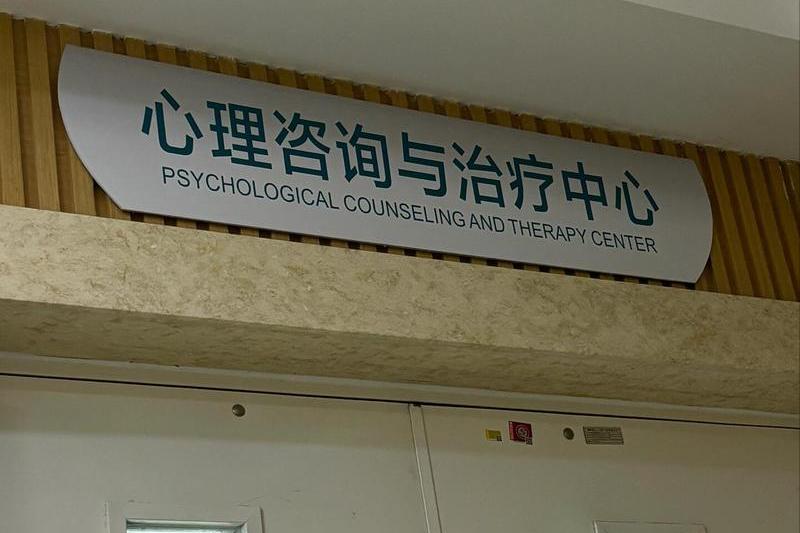 心理咨询与治疗中心
PSYCHOLOGICAL COUNSELING AND THERAPY CENTER